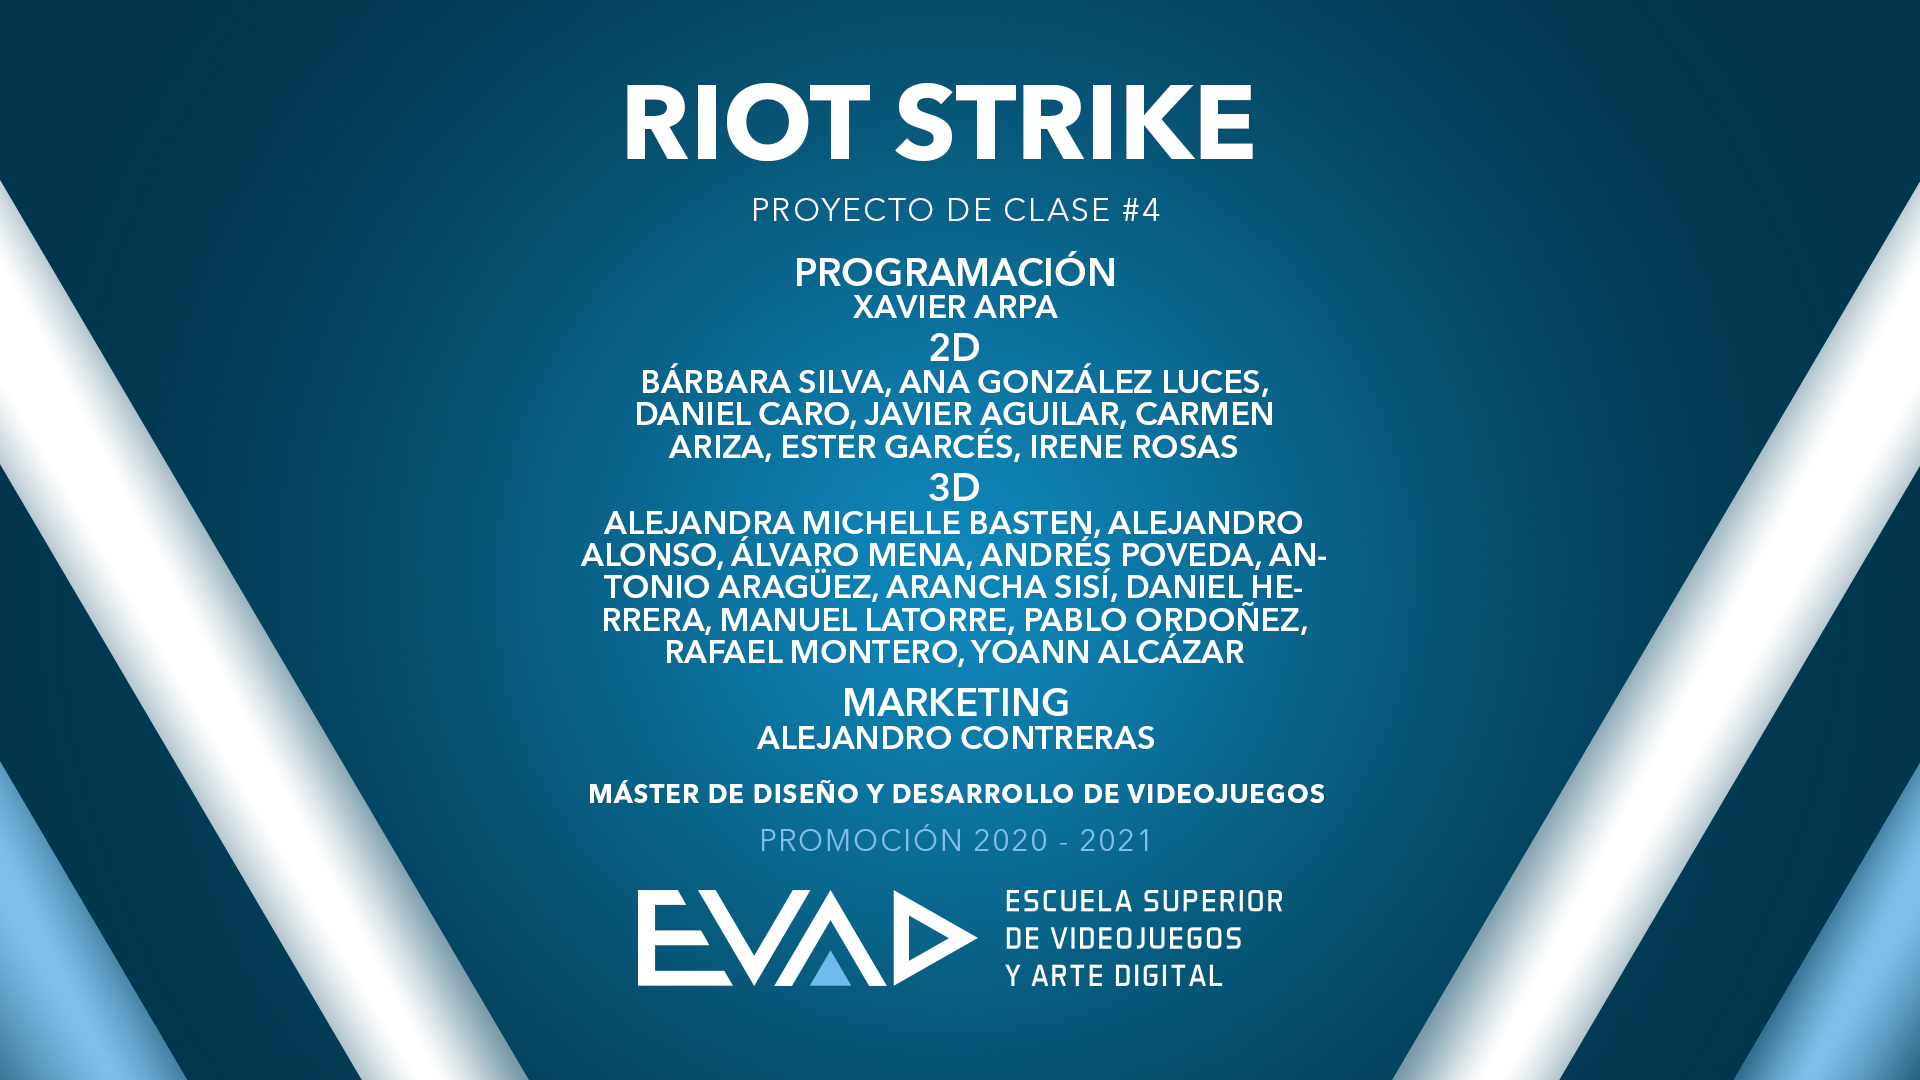 RIOT STRIKE
PROYECTO DE CLASE #4
PROGRAMACIÓN
XAVIER ARPA
2D
BÁRBARA SILVA, ANA GONZÁLEZ LUCES,
DANIEL CARO, JAVIER AGUILAR, CARMEN
ARIZA, ESTER GARCÉS, IRENE ROSAS
3D
ALEJANDRA MICHELLE BASTEN, ALEJANDRO
ALONSO, ÁLVARO MENA, ANDRÉS POVEDA, AN-
TONIO ARAGÜEZ, ARANCHA SISÍ, DANIEL HE-
RRERA, MANUEL LATORRE, PABLO ORDOÑEZ,
RAFAEL MONTERO, YOANN ALCÁZAR
MARKETING
ALEJANDRO CONTRERAS
MÁSTER DE DISEÑO Y DESARROLLO DE VIDEOJUEGOS
PROMOCIÓN 2020 - 2021
EVAD
ESCUELA SUPERIOR
DE VIDEOJUEGOS
Y ARTE DIGITAL